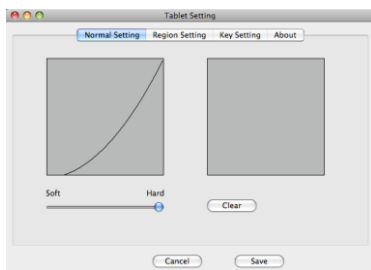 Tablet Setting
Normal Setting Region Setting Key Setting About
Soft Hard
Clear
Cancel Save